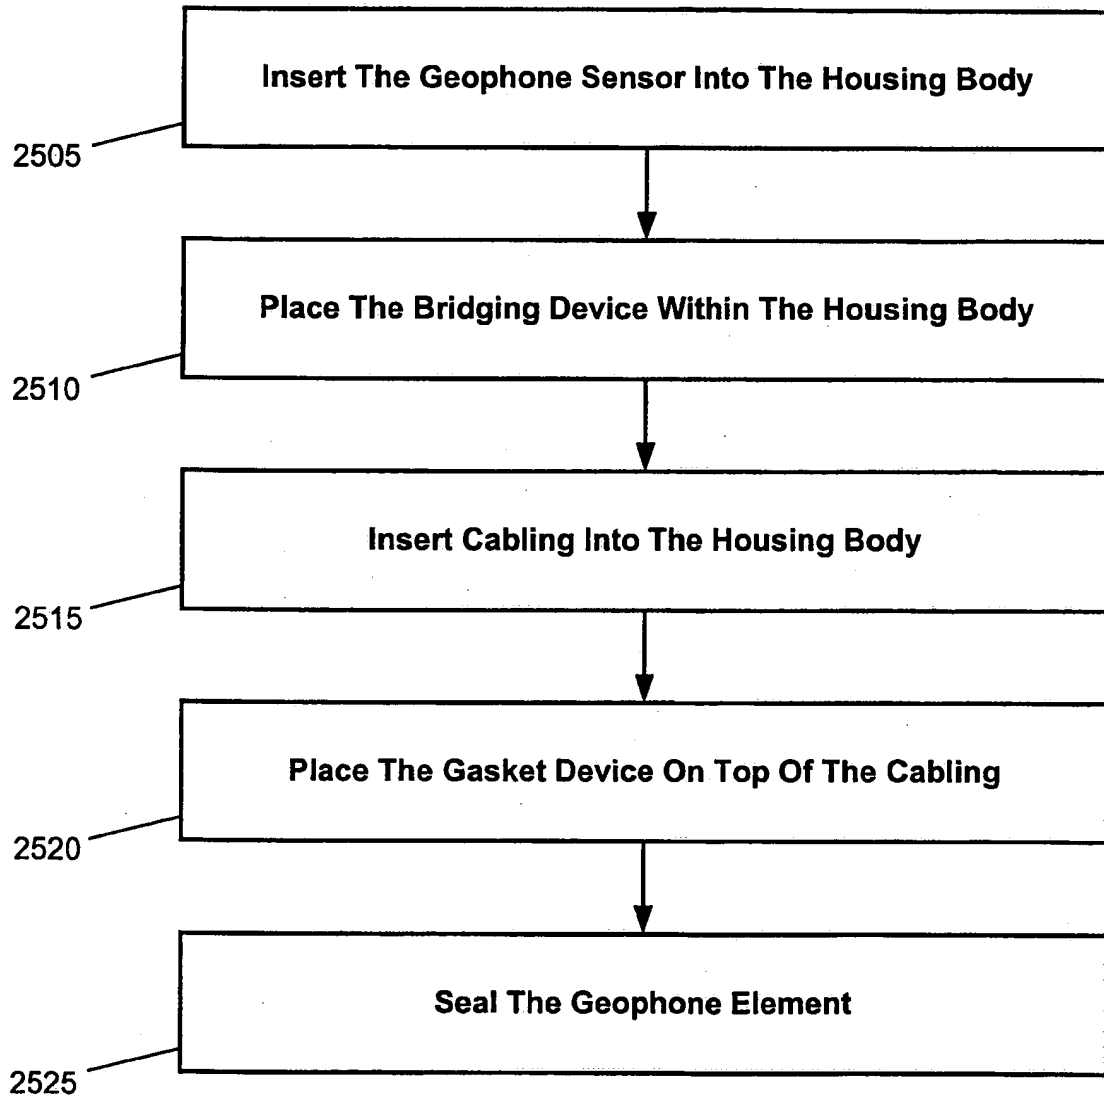 Insert The Geophone Sensor Into The Housing Body
2505
Place The Bridging Device Within The Housing Body
2510
Insert Cabling Into The Housing Body
2515
Place The Gasket Device On Top Of The Cabling
2520
Seal The Geophone Element
2525